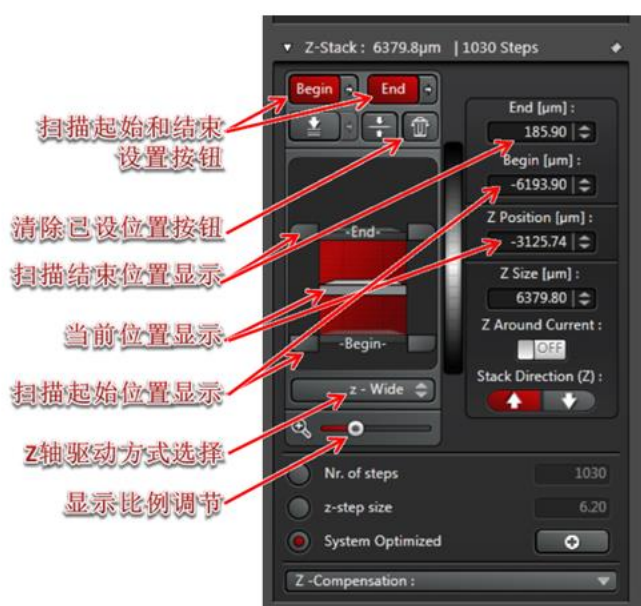 Z-Stack : 6379.8µm | 1030 Steps
Begin
End
扫描起始和结束
设置按钮
End [µm] :
185.90
Begin [µm] :
-6193.90
清除已设位置按钮
Z Position [µm] :
-3125.74
-End-
扫描结束位置显示
Z Size [µm] :
6379.80
当前位置显示
Z Around Current :
OFF
-Begin-
Stack Direction (Z) :
扫描起始位置显示
z - Wide
Z轴驱动方式选择
显示比例调节
Nr. of steps
1030
z-step size
6.20
System Optimized
Z -Compensation :